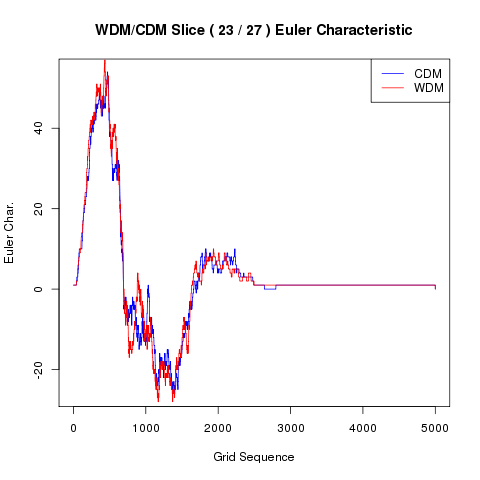 WDM/CDM Slice ( 23 / 27 ) Euler Characteristic
CDM
WDM
Euler Char.
40
20
0
-20
0 1000 2000 3000 4000 5000
Grid Sequence